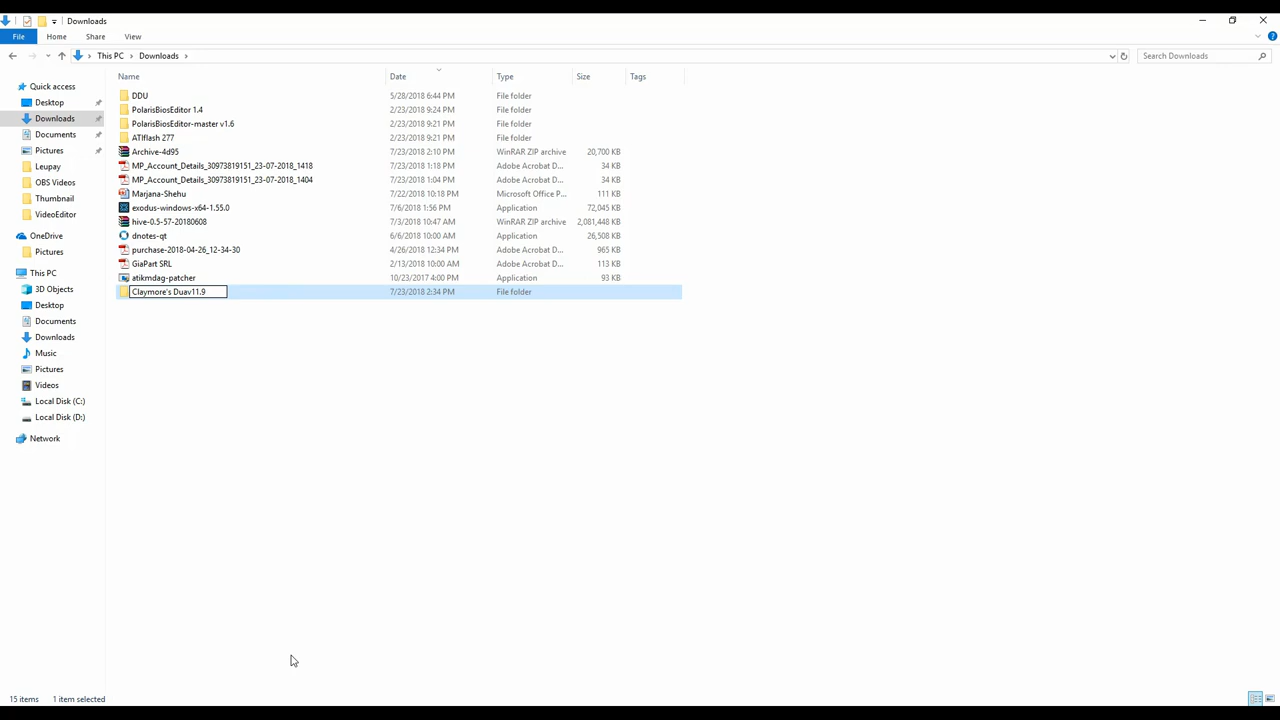 Downloads
File Home Share View
This PC Downloads Search Downloads
Name Date Type Size Tags
Quick access
Desktop
Downloads
Documents
Pictures
Leupay
OBS Videos
Thumbnail
VideoEditor
OneDrive
Pictures
This PC
3D Objects
Desktop
Documents
Downloads
Music
Pictures
Videos
Local Disk (C:)
Local Disk (D:)
Network
DDU 5/28/2018 6:44 PM File folder
PolarisBiosEditor 1.4 2/23/2018 9:24 PM File folder
PolarisBiosEditor-master v1.6 2/23/2018 9:21 PM File folder
ATIflash 277 2/23/2018 9:21 PM File folder
Archive-4d95 7/23/2018 2:10 PM WinRAR ZIP archive 20,700 KB
MP_Account_Details_30973819151_23-07-2018_1418 7/23/2018 1:18 PM Adobe Acrobat D... 34 KB
MP_Account_Details_30973819151_23-07-2018_1404 7/23/2018 1:04 PM Adobe Acrobat D... 34 KB
Marjana-Shehu 7/22/2018 10:18 PM Microsoft Office P... 111 KB
exodus-windows-x64-1.55.0 7/6/2018 1:56 PM Application 72,045 KB
hive-0.5-57-20180608 7/3/2018 10:47 AM WinRAR ZIP archive 2,081,448 KB
dnotes-qt 6/6/2018 10:00 AM Application 26,508 KB
purchase-2018-04-26_12-34-30 4/26/2018 12:34 PM Adobe Acrobat D... 965 KB
GiaPart SRL 2/13/2018 10:00 AM Adobe Acrobat D... 113 KB
atikmdag-patcher 10/23/2017 4:00 PM Application 93 KB
Claymore's Duav11.9 7/23/2018 2:34 PM File folder
15 items 1 item selected